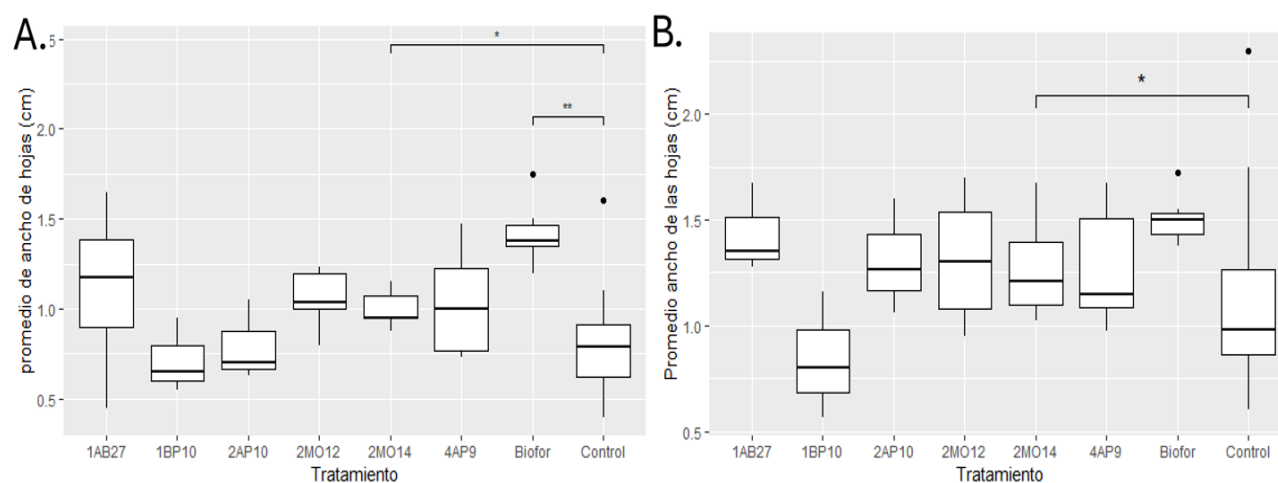 A.
promedio de ancho de hojas (cm)
.5
2.0
1.5
1.0
0.5
*
**
1AB27 1BP10 2AP10 2MO12 2MO14 4AP9 Biofor Control
Tratamiento
B.
Promedio ancho de las hojas (cm)
2.0
1.5
1.0
0.5
*
1AB27 1BP10 2AP10 2MO12 2MO14 4AP9 Biofor Control
Tratamiento